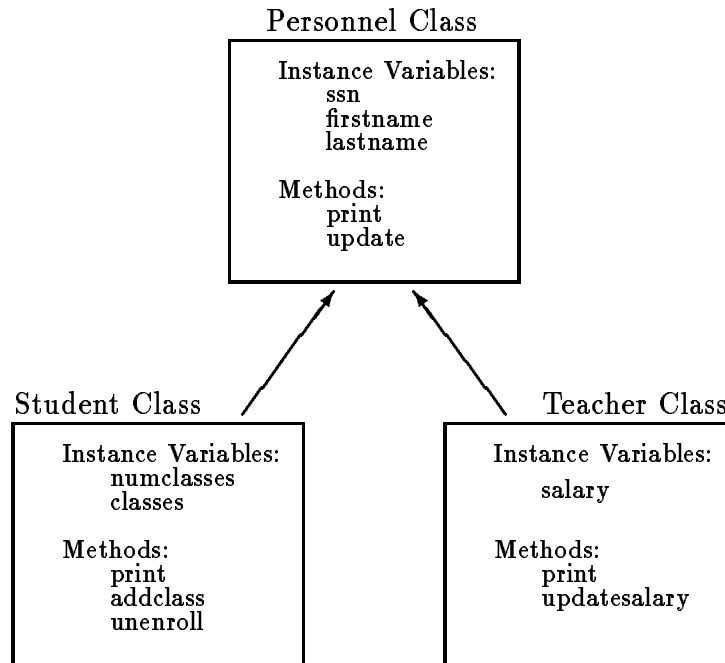 Personnel Class
Instance Variables:
ssn
firstname
lastname
Methods:
print
update
Student Class
Instance Variables:
numclasses
classes
Methods:
print
addclass
unenroll
Teacher Class
Instance Variables:
salary
Methods:
print
updatesalary